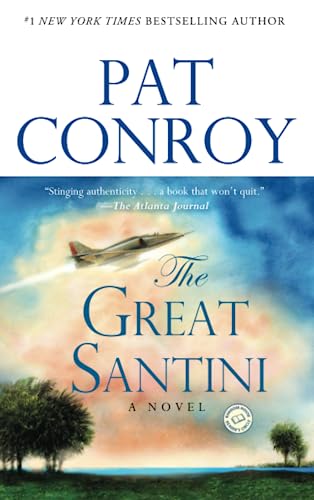 #1 NEW YORK TIMES BESTSELLING AUTHOR
PAT
CONROY
“Stinging authenticity . . . a book that won’t quit.”
—The Atlanta Journal
The
GREAT
SANTINI
A NOVEL